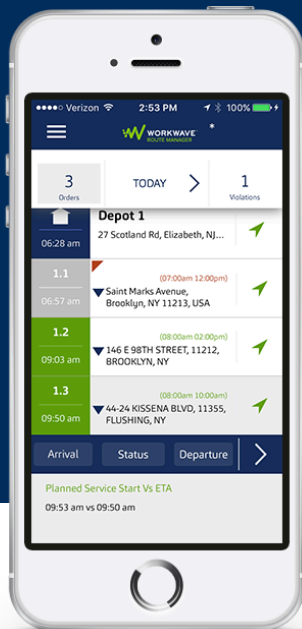 Verizon 2:53 PM 100%
WORKWAVE
ROUTE MANAGER *
3 TODAY 1
Orders Violations
Depot 1
06:28 am 27 Scotland Rd, Elizabeth, NJ...
1.1 (07:00am 12:00pm)
06:57 am Saint Marks Avenue,
Brooklyn, NY 11213, USA
1.2 (08:00am 02:00pm)
09:03 am 146 E 98TH STREET, 11212,
BROOKLYN, NY
1.3 (08:00am 10:00am)
09:50 am 44-24 KISSENA BLVD, 11355,
FLUSHING, NY
Arrival Status Departure
Planned Service Start Vs ETA
09:53 am vs 09:50 am